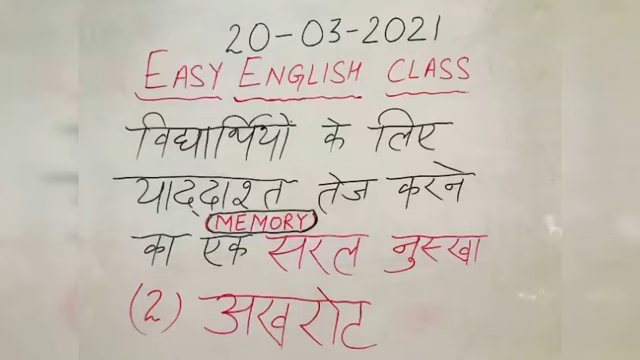 20-03-2021
EASY ENGLISH CLASS
विद्यार्थियों के लिए
याद्दाश्त तेज करने
MEMORY
का एक सरल नुस्खा
(2) अखरोट